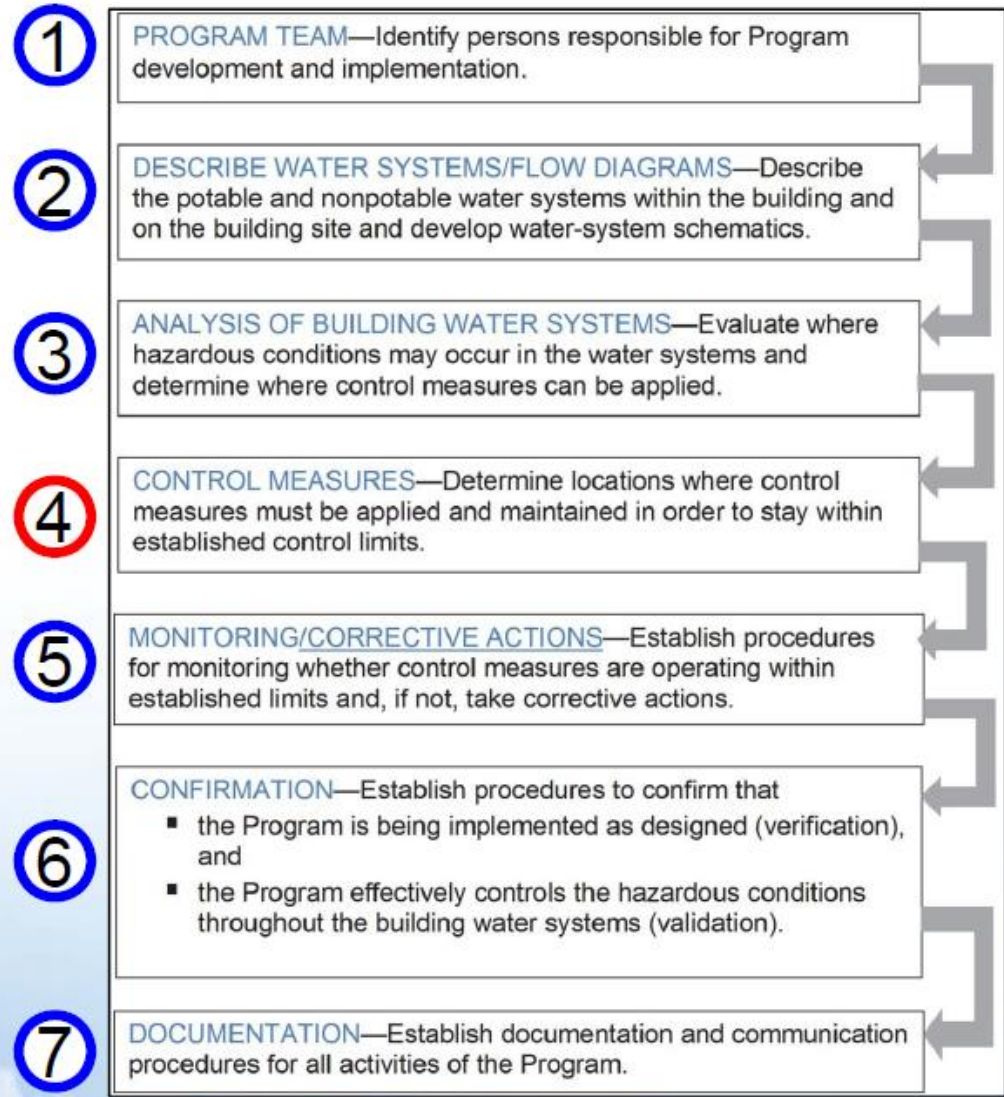 1
PROGRAM TEAM—Identify persons responsible for Program
development and implementation.
2
DESCRIBE WATER SYSTEMS/FLOW DIAGRAMS—Describe
the potable and nonpotable water systems within the building and
on the building site and develop water-system schematics.
3
ANALYSIS OF BUILDING WATER SYSTEMS—Evaluate where
hazardous conditions may occur in the water systems and
determine where control measures can be applied.
4
CONTROL MEASURES—Determine locations where control
measures must be applied and maintained in order to stay within
established control limits.
5
MONITORING/CORRECTIVE ACTIONS—Establish procedures
for monitoring whether control measures are operating within
established limits and, if not, take corrective actions.
6
CONFIRMATION—Establish procedures to confirm that
▪ the Program is being implemented as designed (verification),
and
▪ the Program effectively controls the hazardous conditions
throughout the building water systems (validation).
7
DOCUMENTATION—Establish documentation and communication
procedures for all activities of the Program.